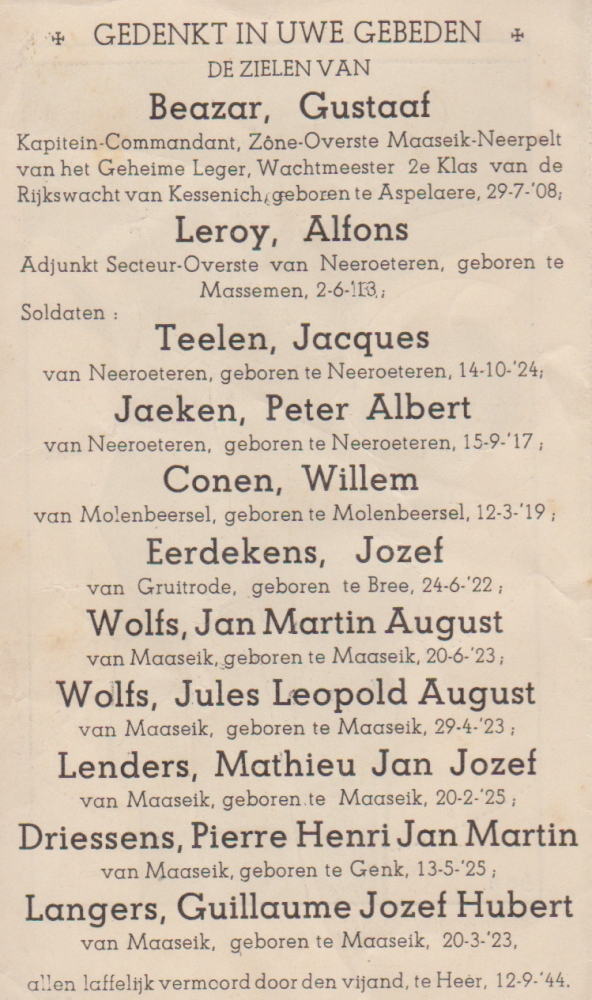 ✠ GEDENKT IN UWE GEBEDEN ✠
DE ZIELEN VAN
Beazar, Gustaaf
Kapitein-Commandant, Zône-Overste Maaseik-Neerpelt
van het Geheime Leger, Wachtmeester 2e Klas van de
Rijkswacht van Kessenich, geboren te Aspelaere, 29-7-'08;
Leroy, Alfons
Adjunkt Secteur-Overste van Neeroeteren, geboren te
Massemen, 2-6-'13;
Soldaten :
Teelen, Jacques
van Neeroeteren, geboren te Neeroeteren, 14-10-'24;
Jaeken, Peter Albert
van Neeroeteren, geboren te Neeroeteren, 15-9-'17 ;
Conen, Willem
van Molenbeersel, geboren te Molenbeersel, 12-3-'19 ;
Eerdekens, Jozef
van Gruitrode, geboren te Bree, 24-6-'22 ;
Wolfs, Jan Martin August
van Maaseik, geboren te Maaseik, 20-6-'23 ;
Wolfs, Jules Leopold August
van Maaseik, geboren te Maaseik, 29-4-'23 ;
Lenders, Mathieu Jan Jozef
van Maaseik, geboren te Maaseik, 20-2-'25 ;
Driessens, Pierre Henri Jan Martin
van Maaseik, geboren te Genk, 13-5-'25 ;
Langers, Guillaume Jozef Hubert
van Maaseik, geboren te Maaseik, 20-3-'23,
allen laffelijk vermoord door den vijand, te Heer, 12-9-'44.